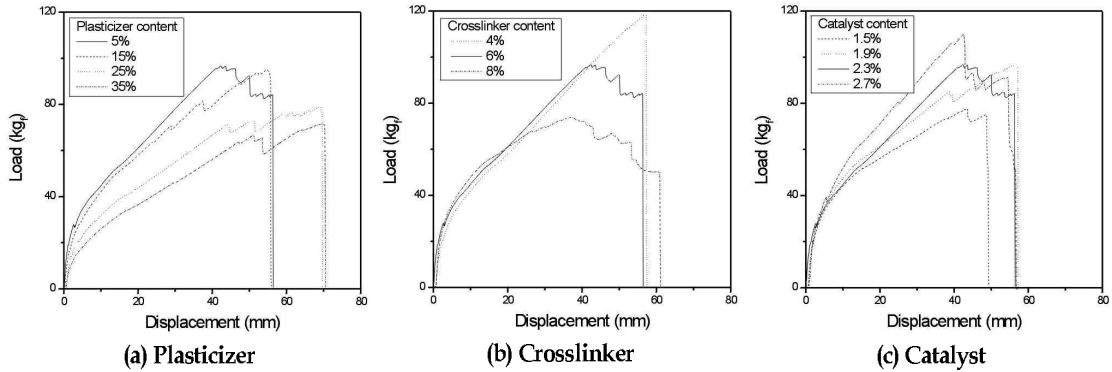 120
80
40
0
Load (kgf)
Plasticizer content
5%
15%
25%
35%
0 20 40 60 80
Displacement (mm)
(a) Plasticizer
120
80
40
0
Load (kgf)
Crosslinker content
4%
6%
8%
0 20 40 60 80
Displacement (mm)
(b) Crosslinker
120
80
40
0
Load (kgf)
Catalyst content
1.5%
1.9%
2.3%
2.7%
0 20 40 60 80
Displacement (mm)
(c) Catalyst